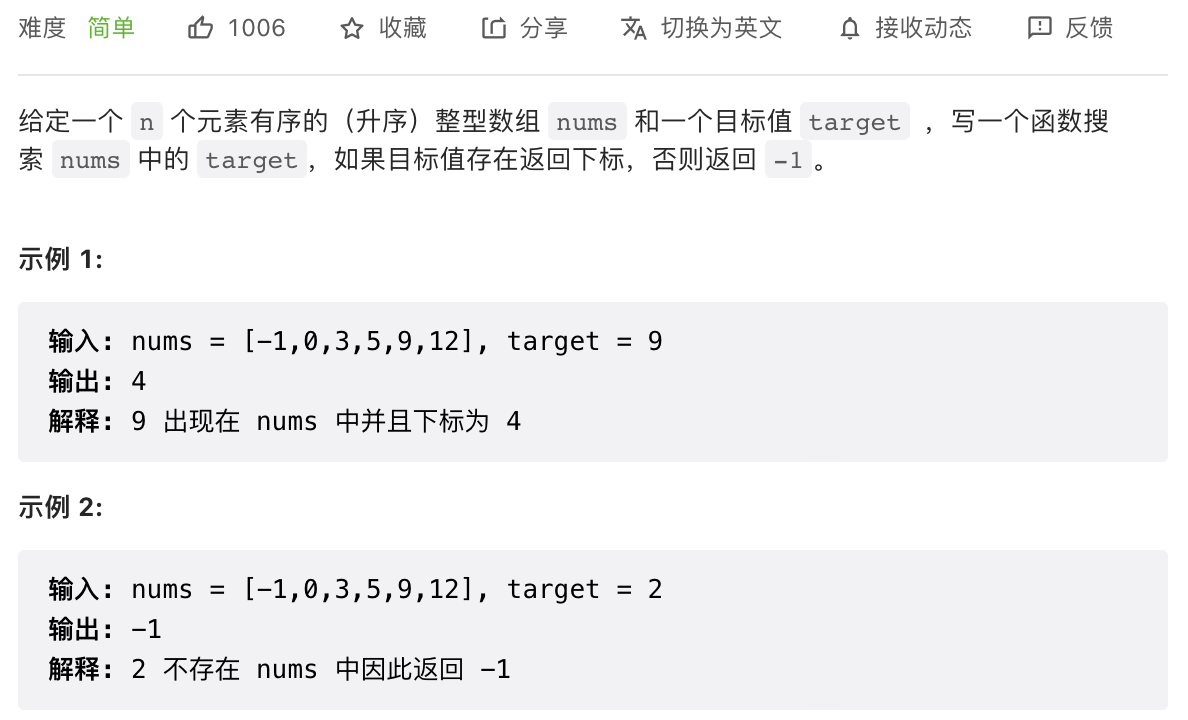 难度 简单 1006 收藏 分享 切换为英文 接收动态 反馈
给定一个 n 个元素有序的（升序）整型数组 nums 和一个目标值 target ，写一个函数搜
索 nums 中的 target，如果目标值存在返回下标，否则返回 -1。
示例 1:
输入: nums = [-1,0,3,5,9,12], target = 9
输出: 4
解释: 9 出现在 nums 中并且下标为 4
示例 2:
输入: nums = [-1,0,3,5,9,12], target = 2
输出: -1
解释: 2 不存在 nums 中因此返回 -1